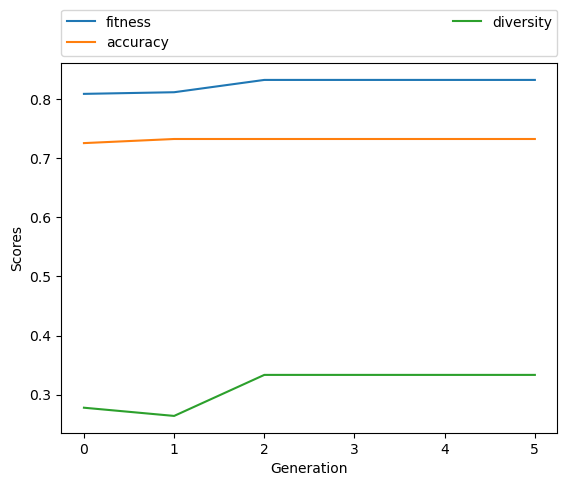 fitness
accuracy
diversity
0.8
0.7
0.6
0.5
0.4
0.3
Scores
0 1 2 3 4 5
Generation